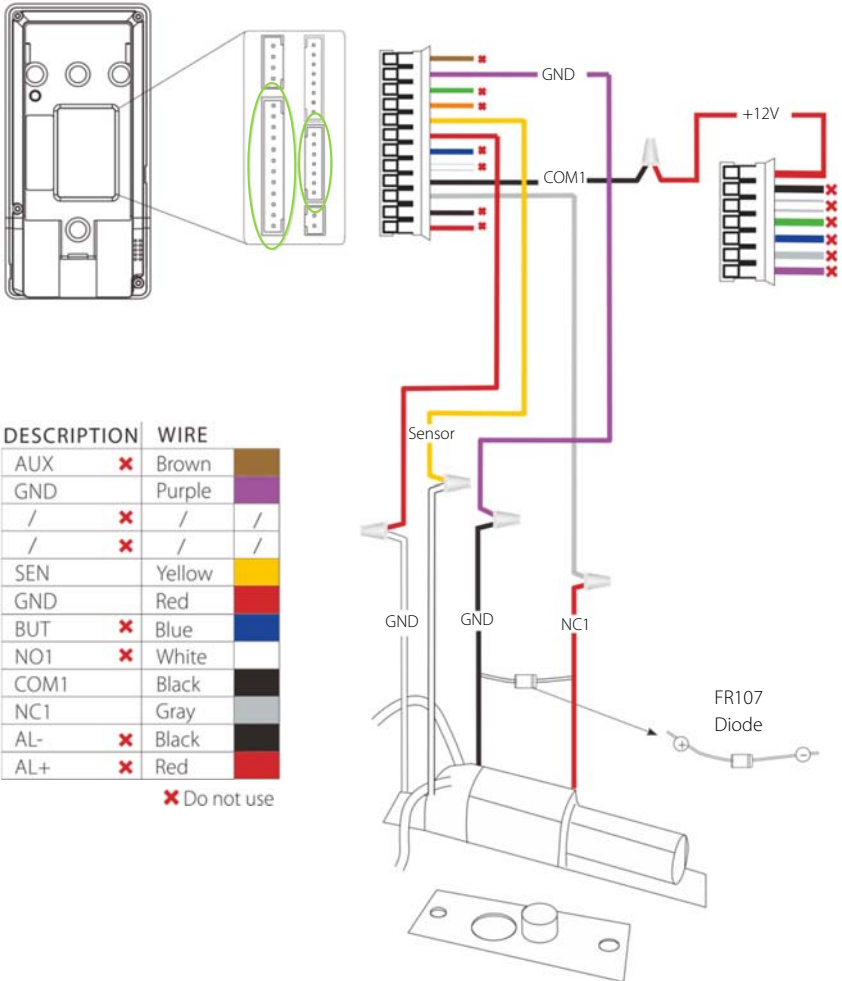 GND
+12V
COM1
Sensor
GND
GND
NC1
FR107
Diode
+
-
DESCRIPTION WIRE
AUX ✖ Brown
GND Purple
/ ✖ / /
/ ✖ / /
SEN Yellow
GND Red
BUT ✖ Blue
NO1 ✖ White
COM1 Black
NC1 Gray
AL- ✖ Black
AL+ ✖ Red
✖ Do not use